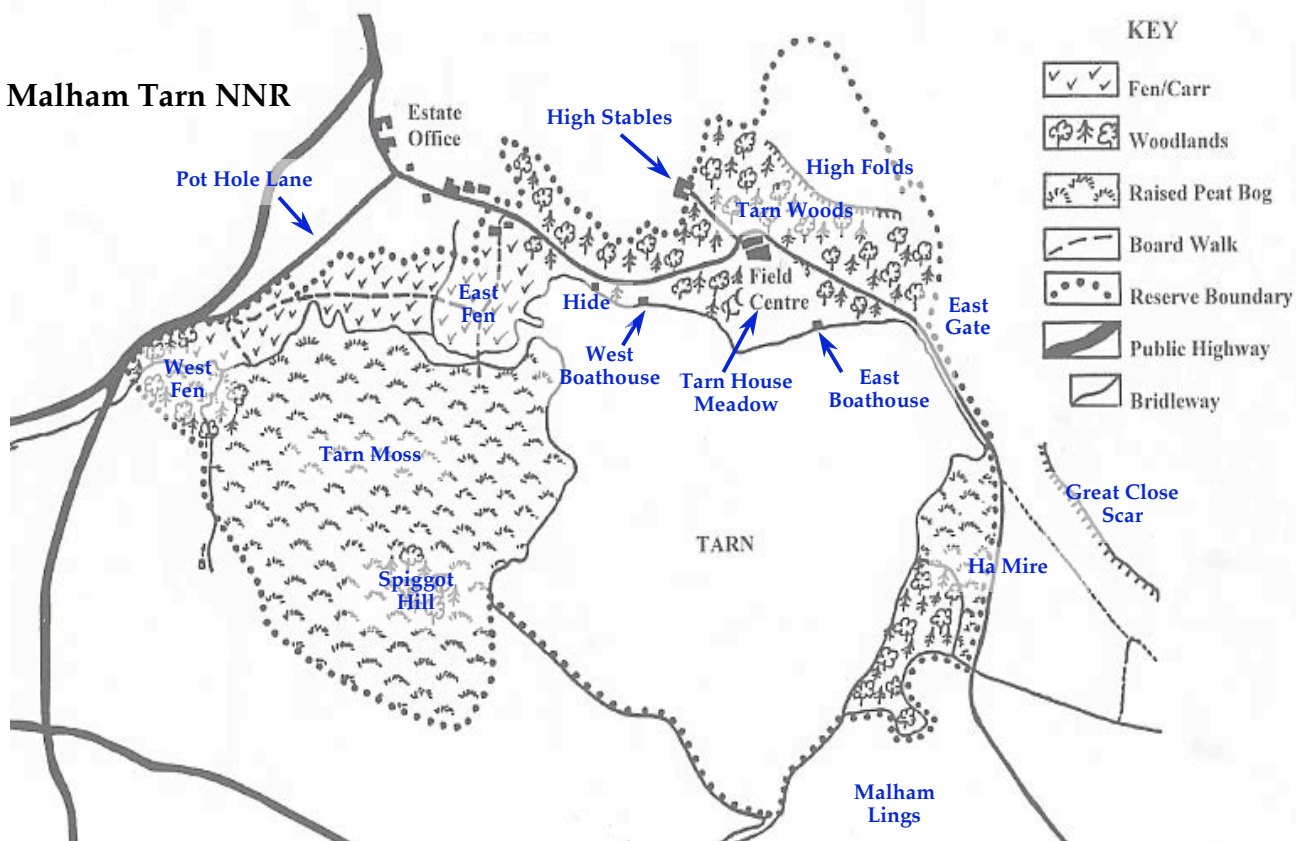 Malham Tarn NNR
Estate
Office
Pot Hole Lane
High Stables
High Folds
Tarn Woods
East
Fen
Hide
Field
Centre
East
Gate
West
Fen
West
Boathouse
Tarn House
Meadow
East
Boathouse
Tarn Moss
Great Close
Scar
TARN
Ha Mire
Spiggot
Hill
Malham
Lings
KEY
Fen/Carr
Woodlands
Raised Peat Bog
Board Walk
Reserve Boundary
Public Highway
Bridleway